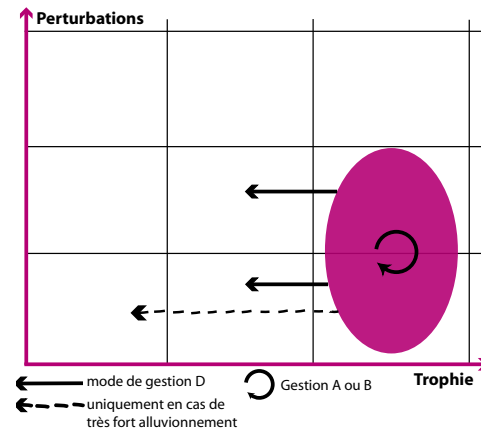 Perturbations
Trophie
mode de gestion D
Gestion A ou B
uniquement en cas de
très fort alluvionnement